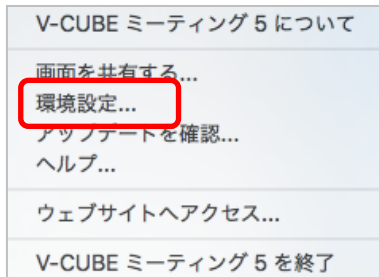 V-CUBE ミーティング 5 について
画面を共有する...
環境設定...
アップデートを確認...
ヘルプ...
ウェブサイトへアクセス...
V-CUBE ミーティング 5 を終了